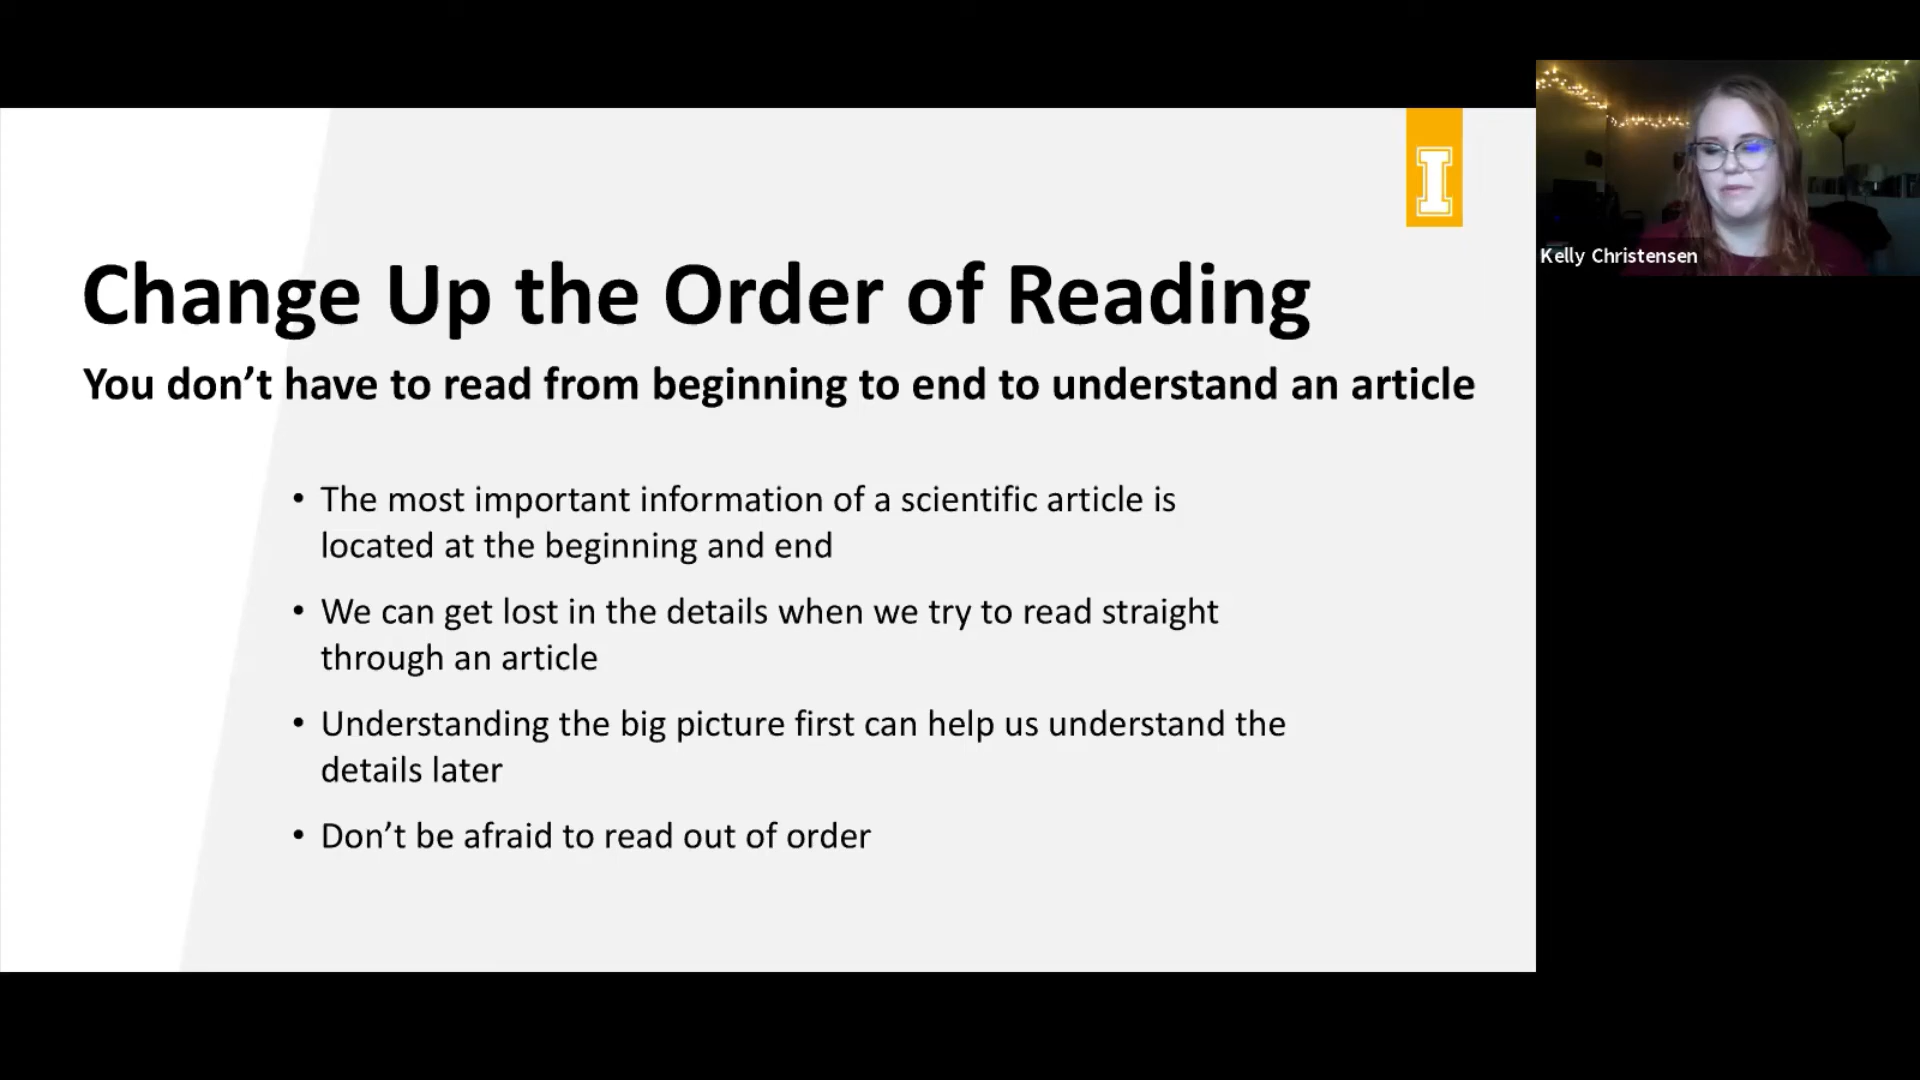 I
Change Up the Order of Reading
You don’t have to read from beginning to end to understand an article
• The most important information of a scientific article is
located at the beginning and end
• We can get lost in the details when we try to read straight
through an article
• Understanding the big picture first can help us understand the
details later
• Don’t be afraid to read out of order
Kelly Christensen